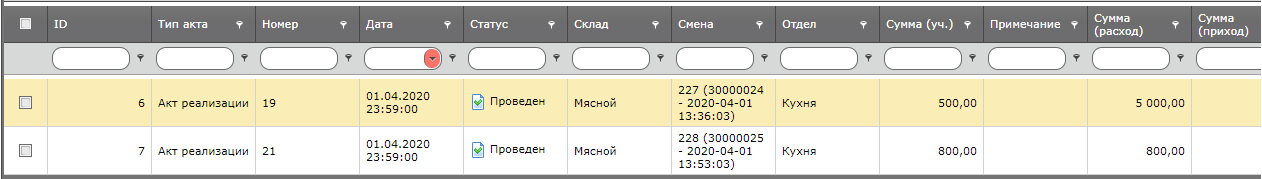 ID Тип акта Номер Дата Статус Склад Смена Отдел Сумма (уч.) Примечание Сумма (расход) Сумма (приход)
6 Акт реализации 19 01.04.2020 23:59:00 Проведен Мясной 227 (30000024 - 2020-04-01 13:36:03) Кухня 500,00 5 000,00
7 Акт реализации 21 01.04.2020 23:59:00 Проведен Мясной 228 (30000025 - 2020-04-01 13:53:03) Кухня 800,00 800,00